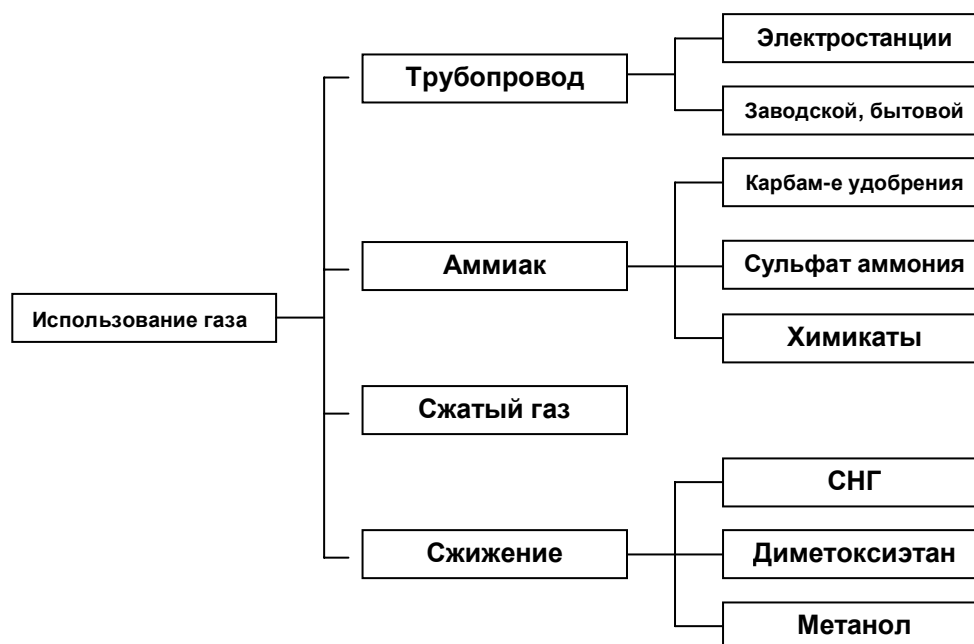 Использование газа
Трубопровод
Электростанции
Заводской, бытовой
Аммиак
Карбам-е удобрения
Сульфат аммония
Химикаты
Сжатый газ
Сжижение
СНГ
Диметоксиэтан
Метанол